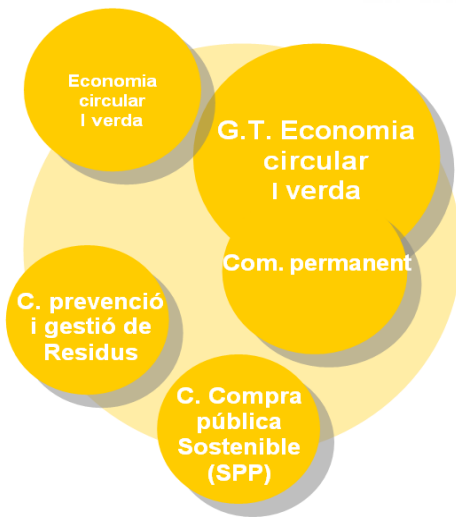 Economia
circular
I verda
G.T. Economia
circular
I verda
Com. permanent
C. prevenció
i gestió de
Residus
C. Compra
pública
Sostenible
(SPP)